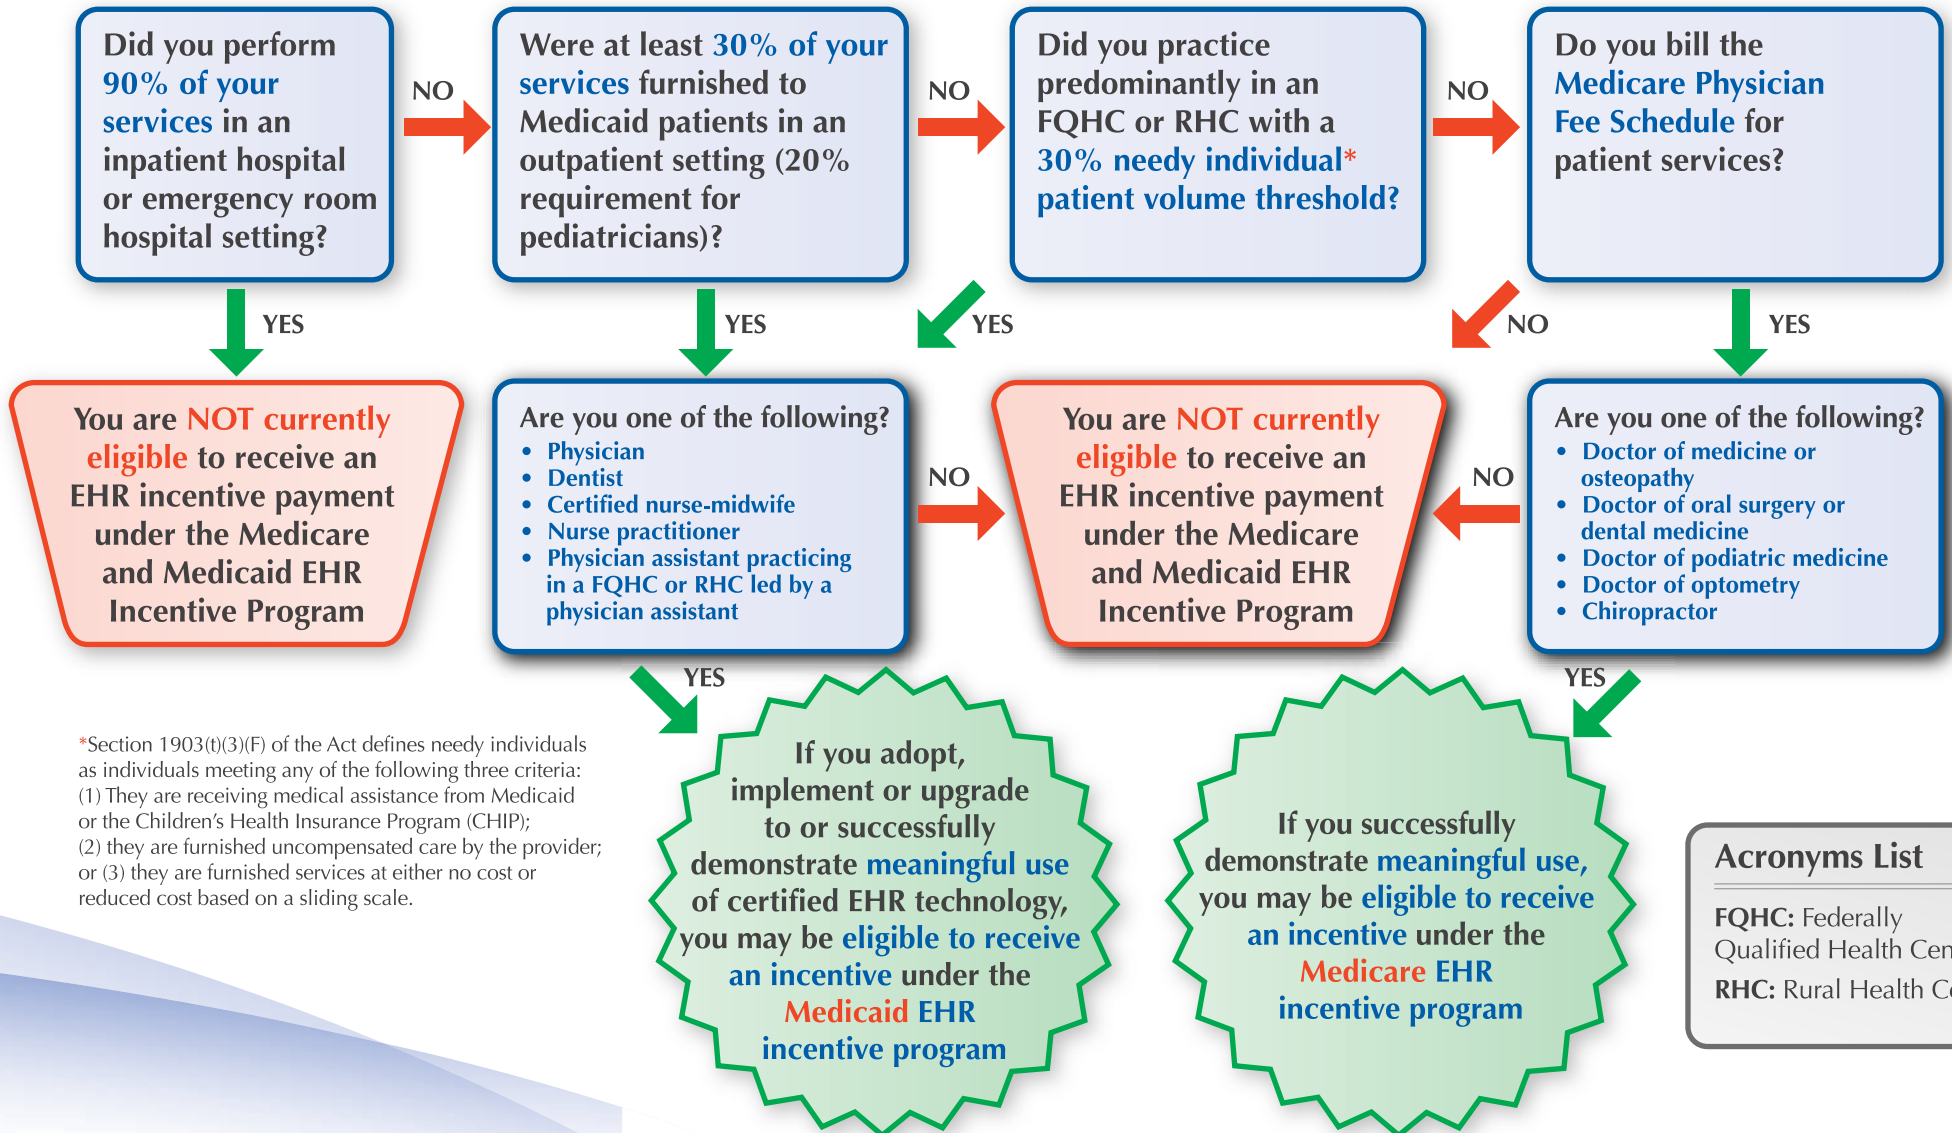 Did you perform
90% of your
services in an
inpatient hospital
or emergency room
hospital setting?
NO
Were at least 30% of your
services furnished to
Medicaid patients in an
outpatient setting (20%
requirement for
pediatricians)?
NO
Did you practice
predominantly in an
FQHC or RHC with a
30% needy individual*
patient volume threshold?
NO
Do you bill the
Medicare Physician
Fee Schedule for
patient services?
YES
YES
YES
NO
YES
You are NOT currently
eligible to receive an
EHR incentive payment
under the Medicare
and Medicaid EHR
Incentive Program
Are you one of the following?
• Physician
• Dentist
• Certified nurse-midwife
• Nurse practitioner
• Physician assistant practicing
in a FQHC or RHC led by a
physician assistant
NO
You are NOT currently
eligible to receive an
EHR incentive payment
under the Medicare
and Medicaid EHR
Incentive Program
NO
Are you one of the following?
• Doctor of medicine or
osteopathy
• Doctor of oral surgery or
dental medicine
• Doctor of podiatric medicine
• Doctor of optometry
• Chiropractor
YES
YES
*Section 1903(t)(3)(F) of the Act defines needy individuals
as individuals meeting any of the following three criteria:
(1) They are receiving medical assistance from Medicaid
or the Children's Health Insurance Program (CHIP);
(2) they are furnished uncompensated care by the provider;
or (3) they are furnished services at either no cost or
reduced cost based on a sliding scale.
If you adopt,
implement or upgrade
to or successfully
demonstrate meaningful use
of certified EHR technology,
you may be eligible to receive
an incentive under the
Medicaid EHR
incentive program
If you successfully
demonstrate meaningful use,
you may be eligible to receive
an incentive under the
Medicare EHR
incentive program
Acronyms List
FQHC: Federally
Qualified Health
RHC: Rural Health